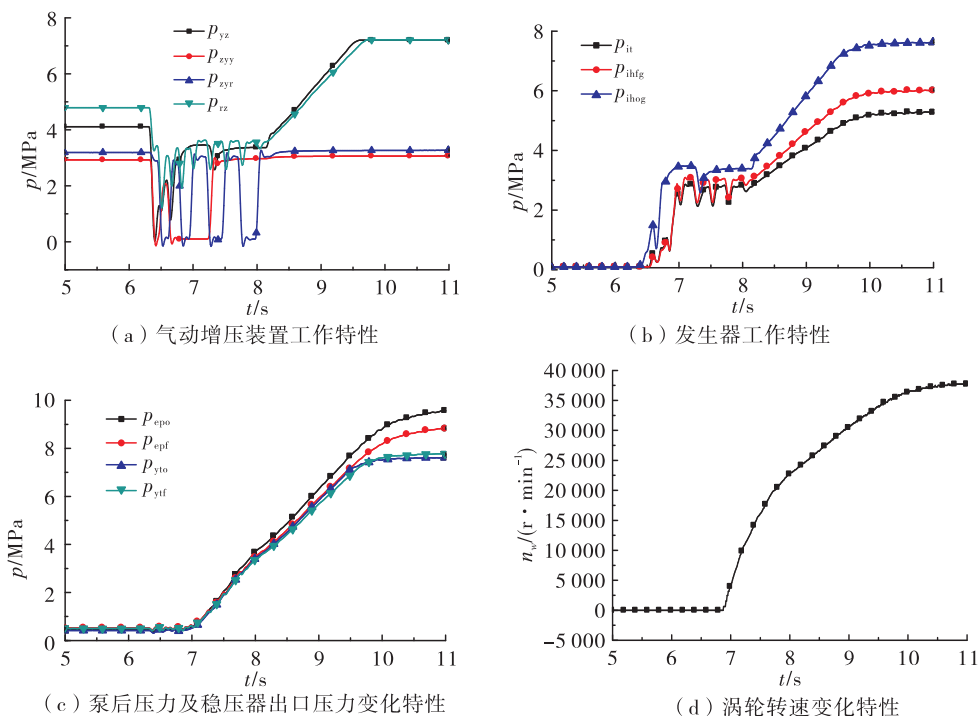 p/MPa
8
6
4
2
0
p_yz
p_zyy
p_zyr
p_rz
5 6 7 8 9 10 11
t/s
(a)气动增压装置工作特性
p/MPa
8
6
4
2
0
p_it
p_ihfg
p_ihog
5 6 7 8 9 10 11
t/s
(b)发生器工作特性
p/MPa
10
8
6
4
2
0
p_epo
p_epf
p_yto
p_ytf
5 6 7 8 9 10 11
t/s
(c)泵后压力及稳压器出口压力变化特性
n_w/(r·min⁻¹)
40 000
35 000
30 000
25 000
20 000
15 000
10 000
5 000
0
−5 000
5 6 7 8 9 10 11
t/s
(d)涡轮转速变化特性